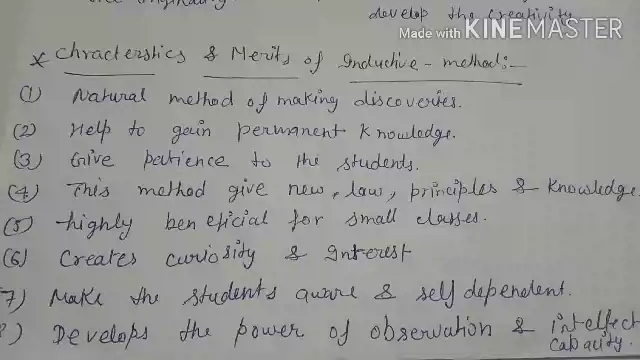 develop the creativity
Made with KINEMASTER
* Chracterstics & Merits of Inductive - method:-
(1) Natural method of making discoveries.
(2) Help to gain permanent knowledge.
(3) Give patience to the students.
(4) This method give new, law, principles & knowledge.
(5) highly beneficial for small classes.
(6) Creates curiosity & Interest
7) Make the students aware & self dependent.
) Develops the power of observation & intellect
capacity.